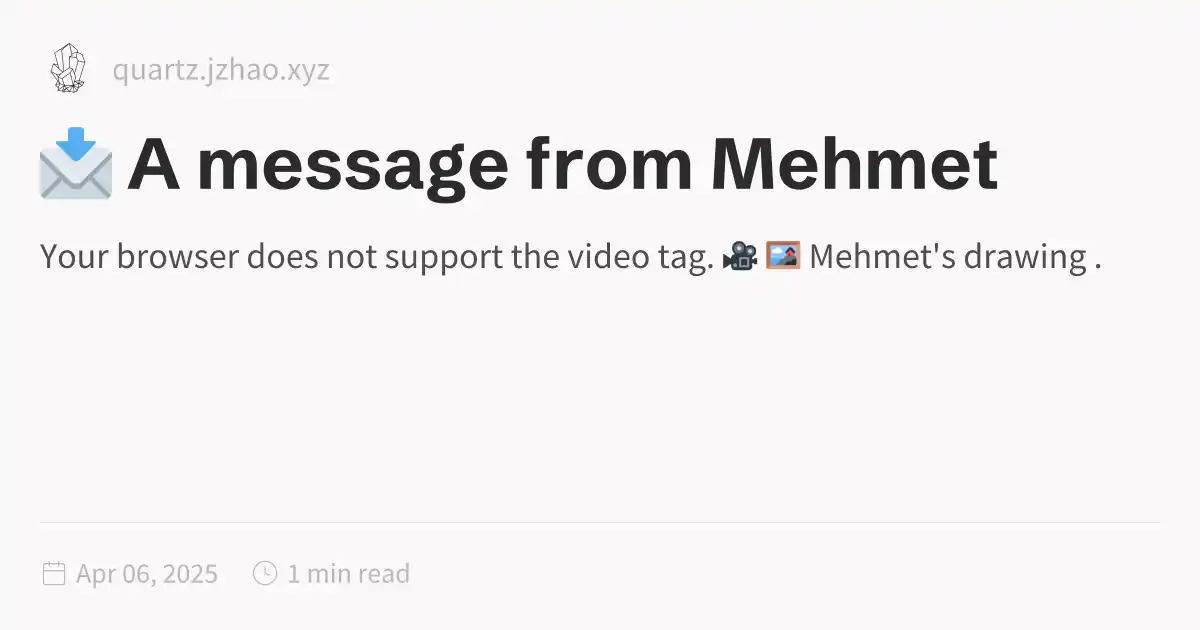 quartz.jzhao.xyz
📩 A message from Mehmet
Your browser does not support the video tag. 🎥 🖼️ Mehmet's drawing .
Apr 06, 2025 1 min read